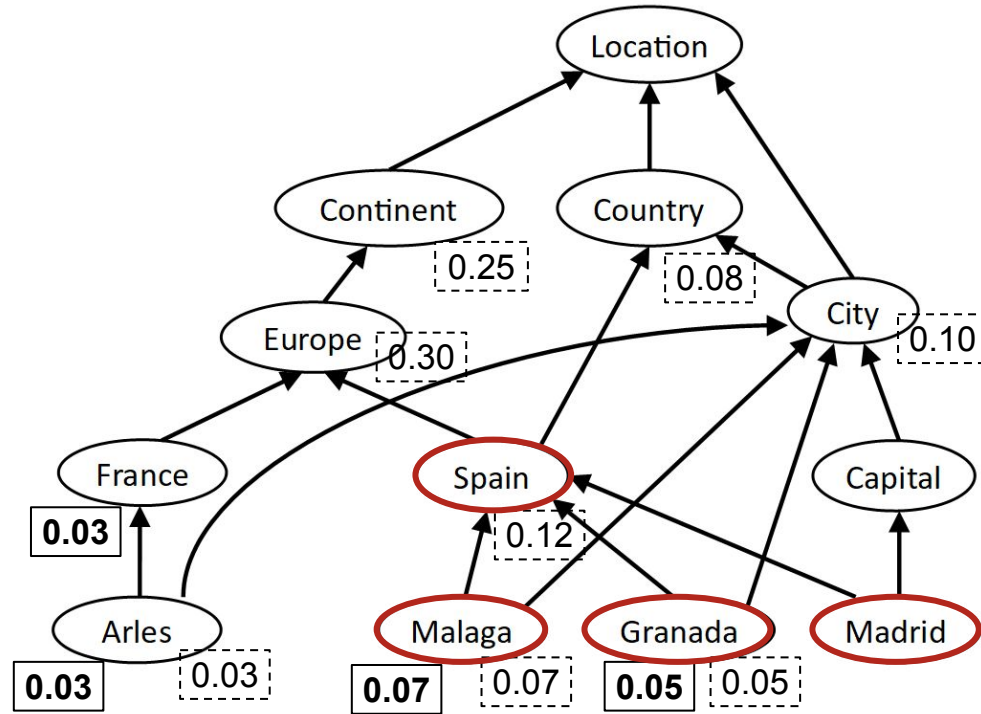 Location
Continent
Country
0.25
0.08
City
Europe
0.10
0.30
France
Spain
Capital
0.03
0.12
Arles
Malaga
Granada
Madrid
0.03
0.03
0.07
0.07
0.05
0.05